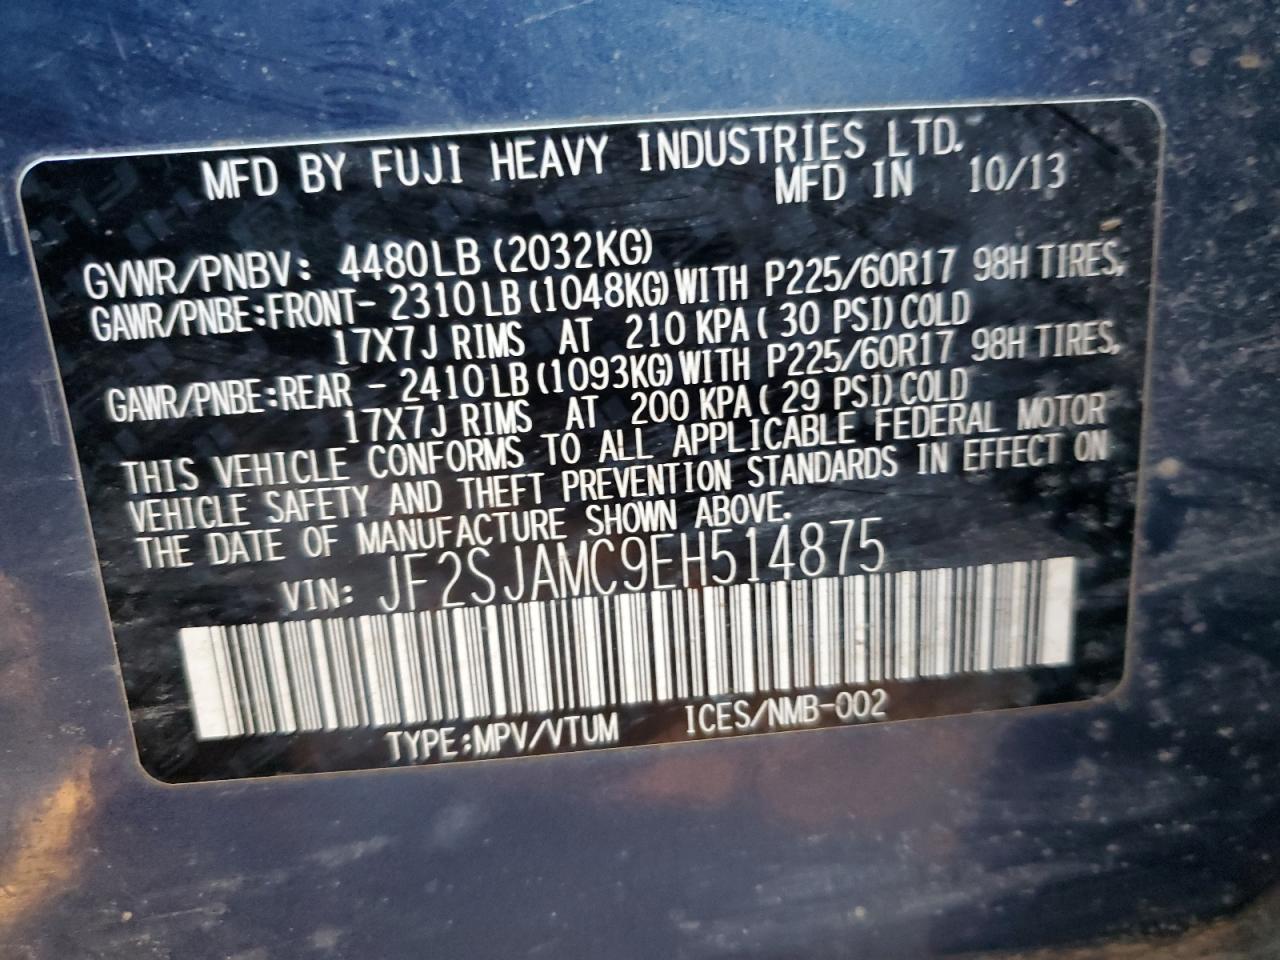 MFD BY FUJI HEAVY INDUSTRIES LTD.
MFD IN 10/13
GVWR/PNBV: 4480LB (2032KG)
GAWR/PNBE:FRONT- 2310LB (1048KG) WITH P225/60R17 98H TIRES,
17X7J RIMS AT 210 KPA ( 30 PSI) COLD
GAWR/PNBE:REAR - 2410LB (1093KG) WITH P225/60R17 98H TIRES,
17X7J RIMS AT 200 KPA ( 29 PSI) COLD
THIS VEHICLE CONFORMS TO ALL APPLICABLE FEDERAL MOTOR
VEHICLE SAFETY AND THEFT PREVENTION STANDARDS IN EFFECT ON
THE DATE OF MANUFACTURE SHOWN ABOVE.
VIN: JF2SJAMC9EH514875
TYPE:MPV/VTUM ICES/NMB-002